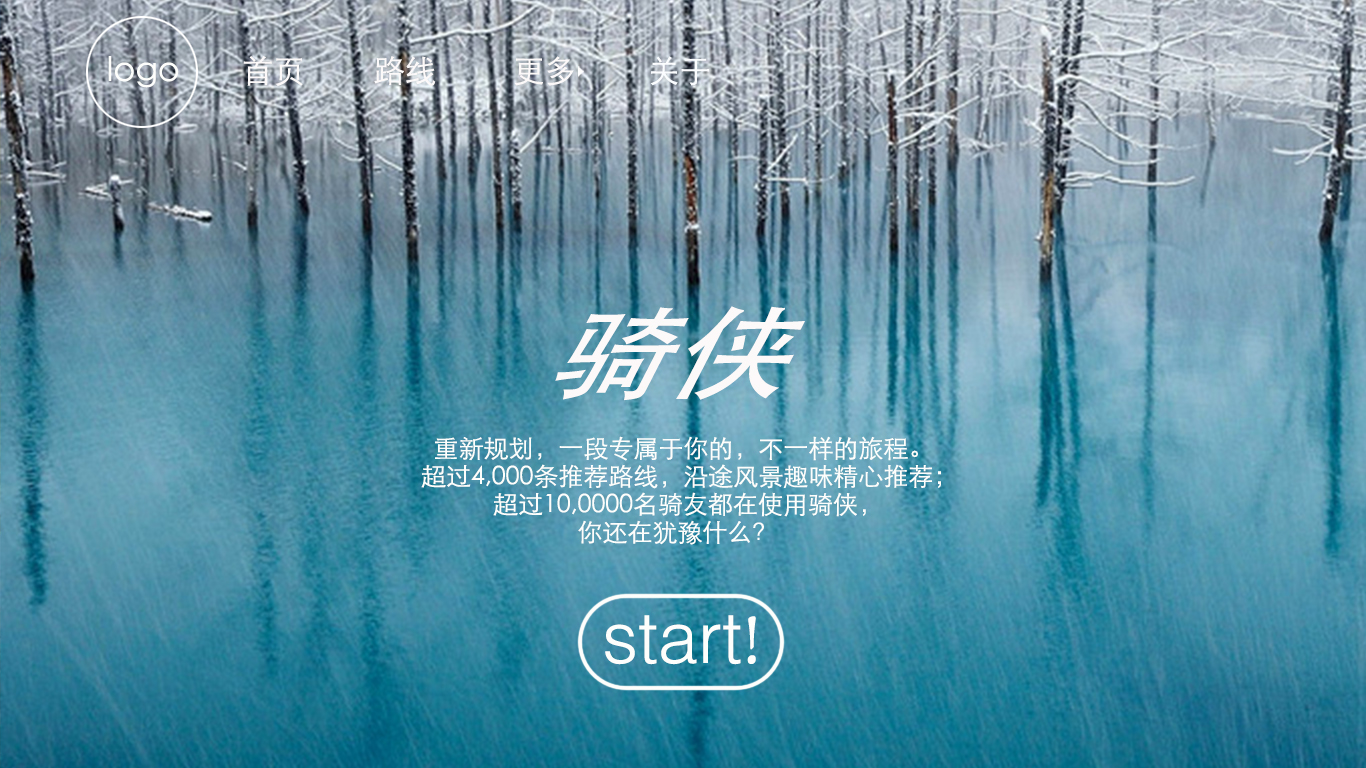 logo 首页 路线 更多 关于
骑侠
重新规划，一段专属于你的，不一样的旅程。
超过4,000条推荐路线，沿途风景趣味精心推荐；
超过10,0000名骑友都在使用骑侠，
你还在犹豫什么？
start!